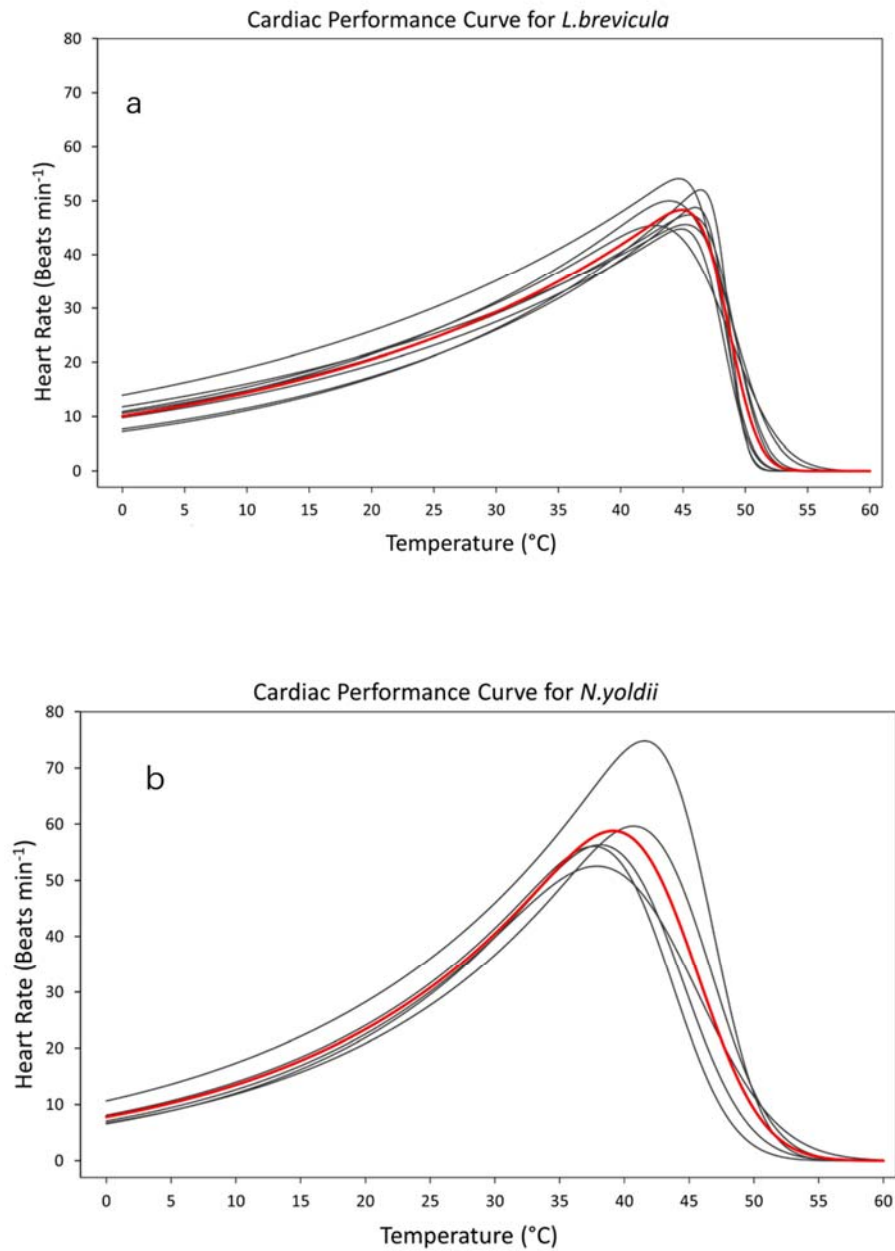 Cardiac Performance Curve for L.brevicula
80
70
60
50
40
30
20
10
0
Heart Rate (Beats min⁻¹)
a
0 5 10 15 20 25 30 35 40 45 50 55 60
Temperature (°C)
Cardiac Performance Curve for N.yoldii
80
70
60
50
40
30
20
10
0
Heart Rate (Beats min⁻¹)
b
0 5 10 15 20 25 30 35 40 45 50 55 60
Temperature (°C)